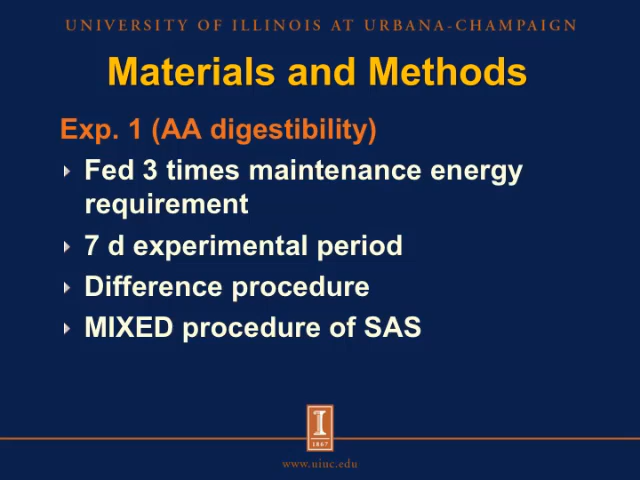 UNIVERSITY OF ILLINOIS AT URBANA-CHAMPAIGN
Materials and Methods
Exp. 1 (AA digestibility)
Fed 3 times maintenance energy
requirement
7 d experimental period
Difference procedure
MIXED procedure of SAS
I
1867
www.uiuc.edu